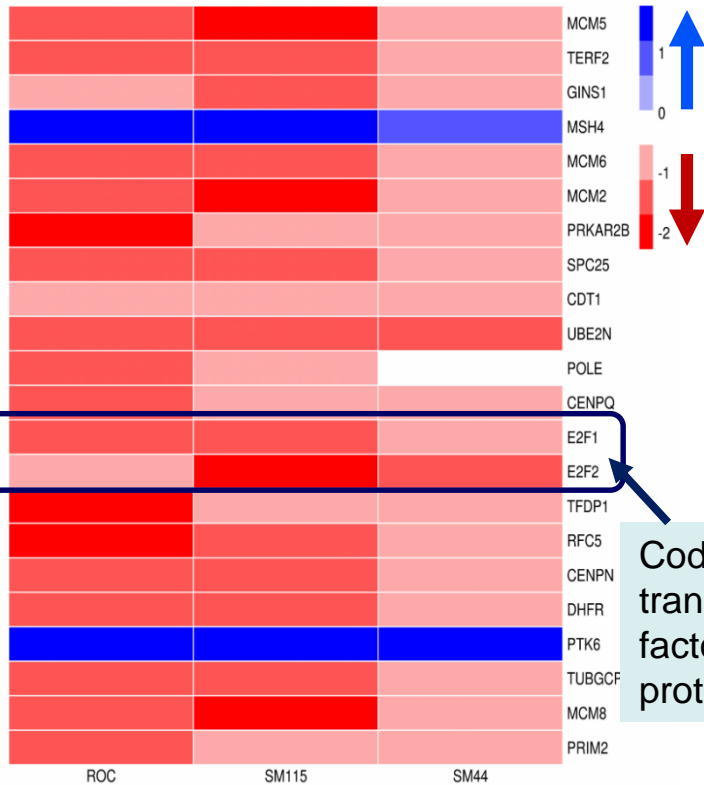 MCM5
TERF2
GINS1
MSH4
MCM6
MCM2
PRKAR2B
SPC25
CDT1
UBE2N
POLE
CENPQ
E2F1
E2F2
TFDP1
RFC5
CENPN
DHFR
PTK6
MCM8
PRIM2
1
0
-1
-2
ROC SM115 SM44